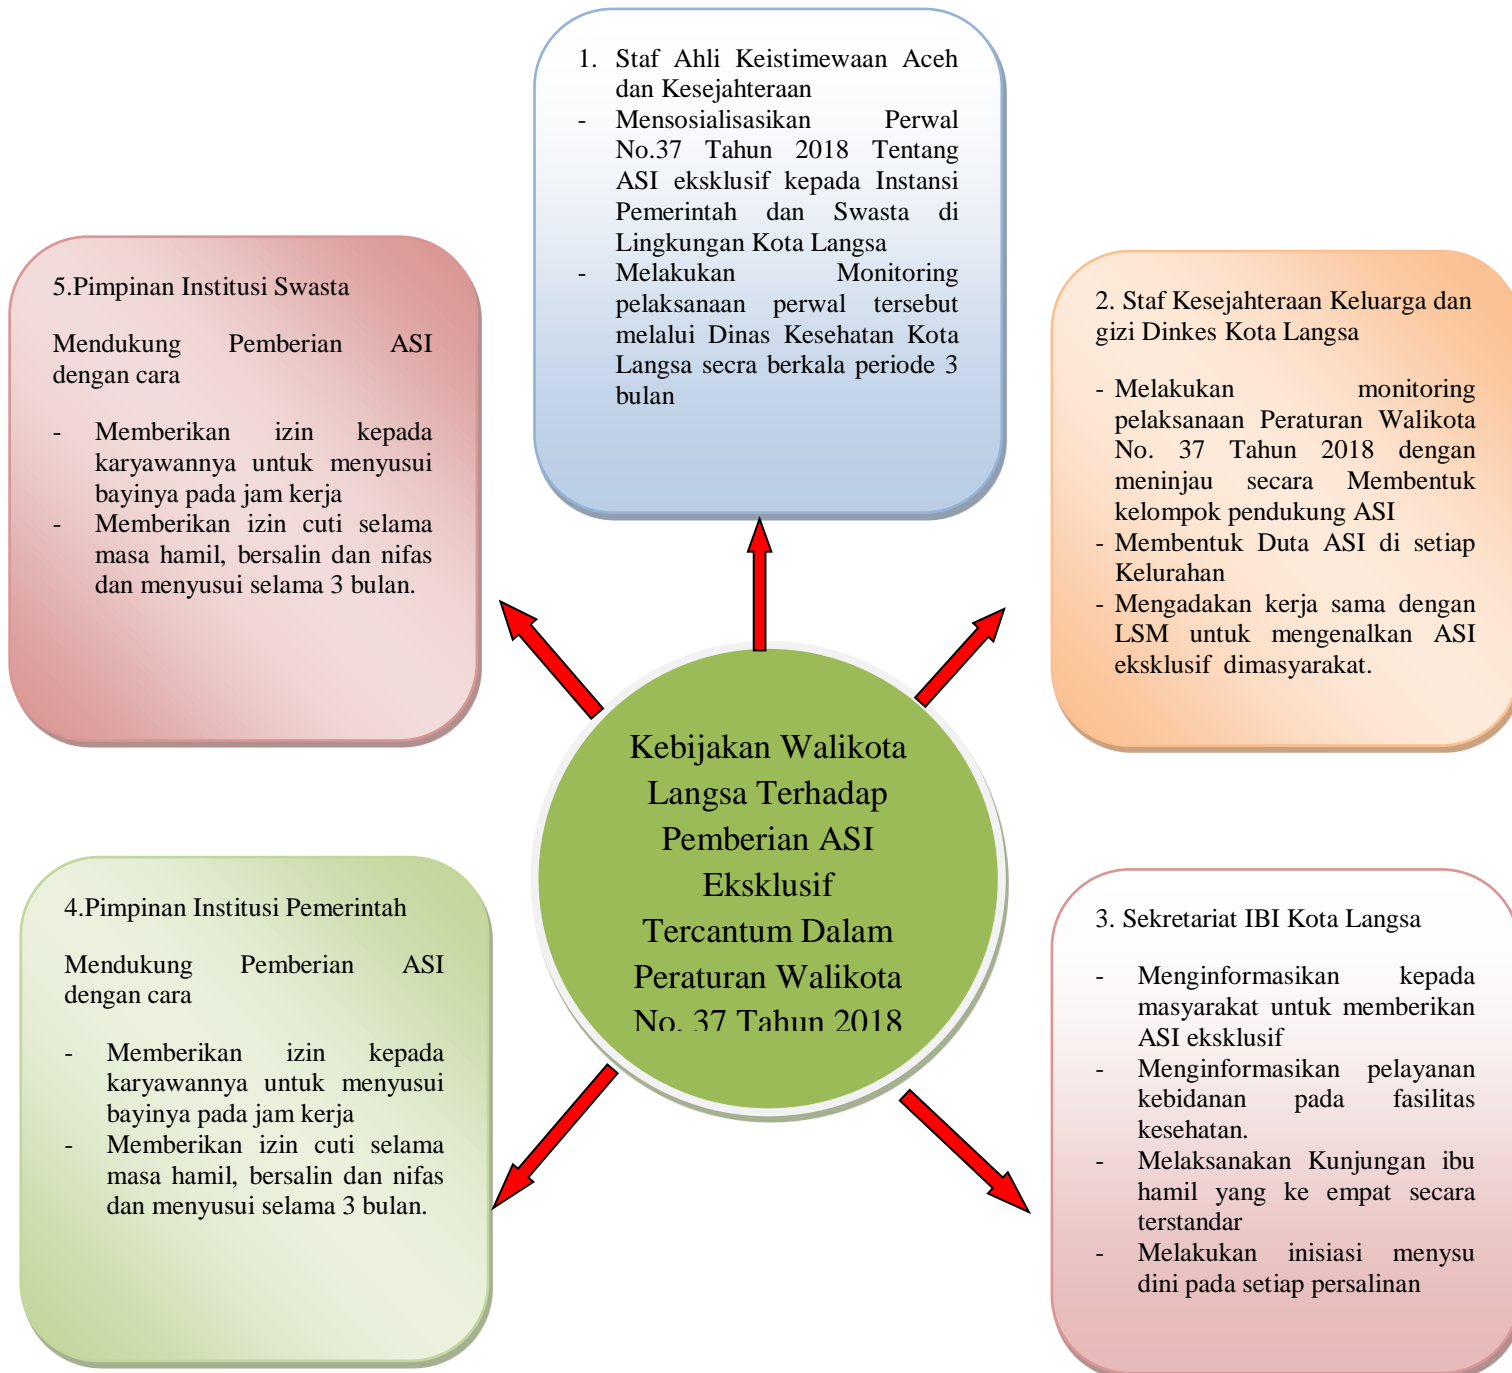 1. Staf Ahli Keistimewaan Aceh
dan Kesejahteraan
- Mensosialisasikan Perwal
No.37 Tahun 2018 Tentang
ASI eksklusif kepada Instansi
Pemerintah dan Swasta di
Lingkungan Kota Langsa
- Melakukan Monitoring
pelaksanaan perwal tersebut
melalui Dinas Kesehatan Kota
Langsa secra berkala periode 3
bulan
2. Staf Kesejahteraan Keluarga dan
gizi Dinkes Kota Langsa
- Melakukan monitoring
pelaksanaan Peraturan Walikota
No. 37 Tahun 2018 dengan
meninjau secara Membentuk
kelompok pendukung ASI
- Membentuk Duta ASI di setiap
Kelurahan
- Mengadakan kerja sama dengan
LSM untuk mengenalkan ASI
eksklusif dimasyarakat.
3. Sekretariat IBI Kota Langsa
- Menginformasikan kepada
masyarakat untuk memberikan
ASI eksklusif
- Menginformasikan pelayanan
kebidanan pada fasilitas
kesehatan.
- Melaksanakan Kunjungan ibu
hamil yang ke empat secara
terstandar
- Melakukan inisiasi menysu
dini pada setiap persalinan
4.Pimpinan Institusi Pemerintah
Mendukung Pemberian ASI
dengan cara
- Memberikan izin kepada
karyawannya untuk menyusui
bayinya pada jam kerja
- Memberikan izin cuti selama
masa hamil, bersalin dan nifas
dan menyusui selama 3 bulan.
5.Pimpinan Institusi Swasta
Mendukung Pemberian ASI
dengan cara
- Memberikan izin kepada
karyawannya untuk menyusui
bayinya pada jam kerja
- Memberikan izin cuti selama
masa hamil, bersalin dan nifas
dan menyusui selama 3 bulan.
Kebijakan Walikota
Langsa Terhadap
Pemberian ASI
Eksklusif
Tercantum Dalam
Peraturan Walikota
No. 37 Tahun 2018